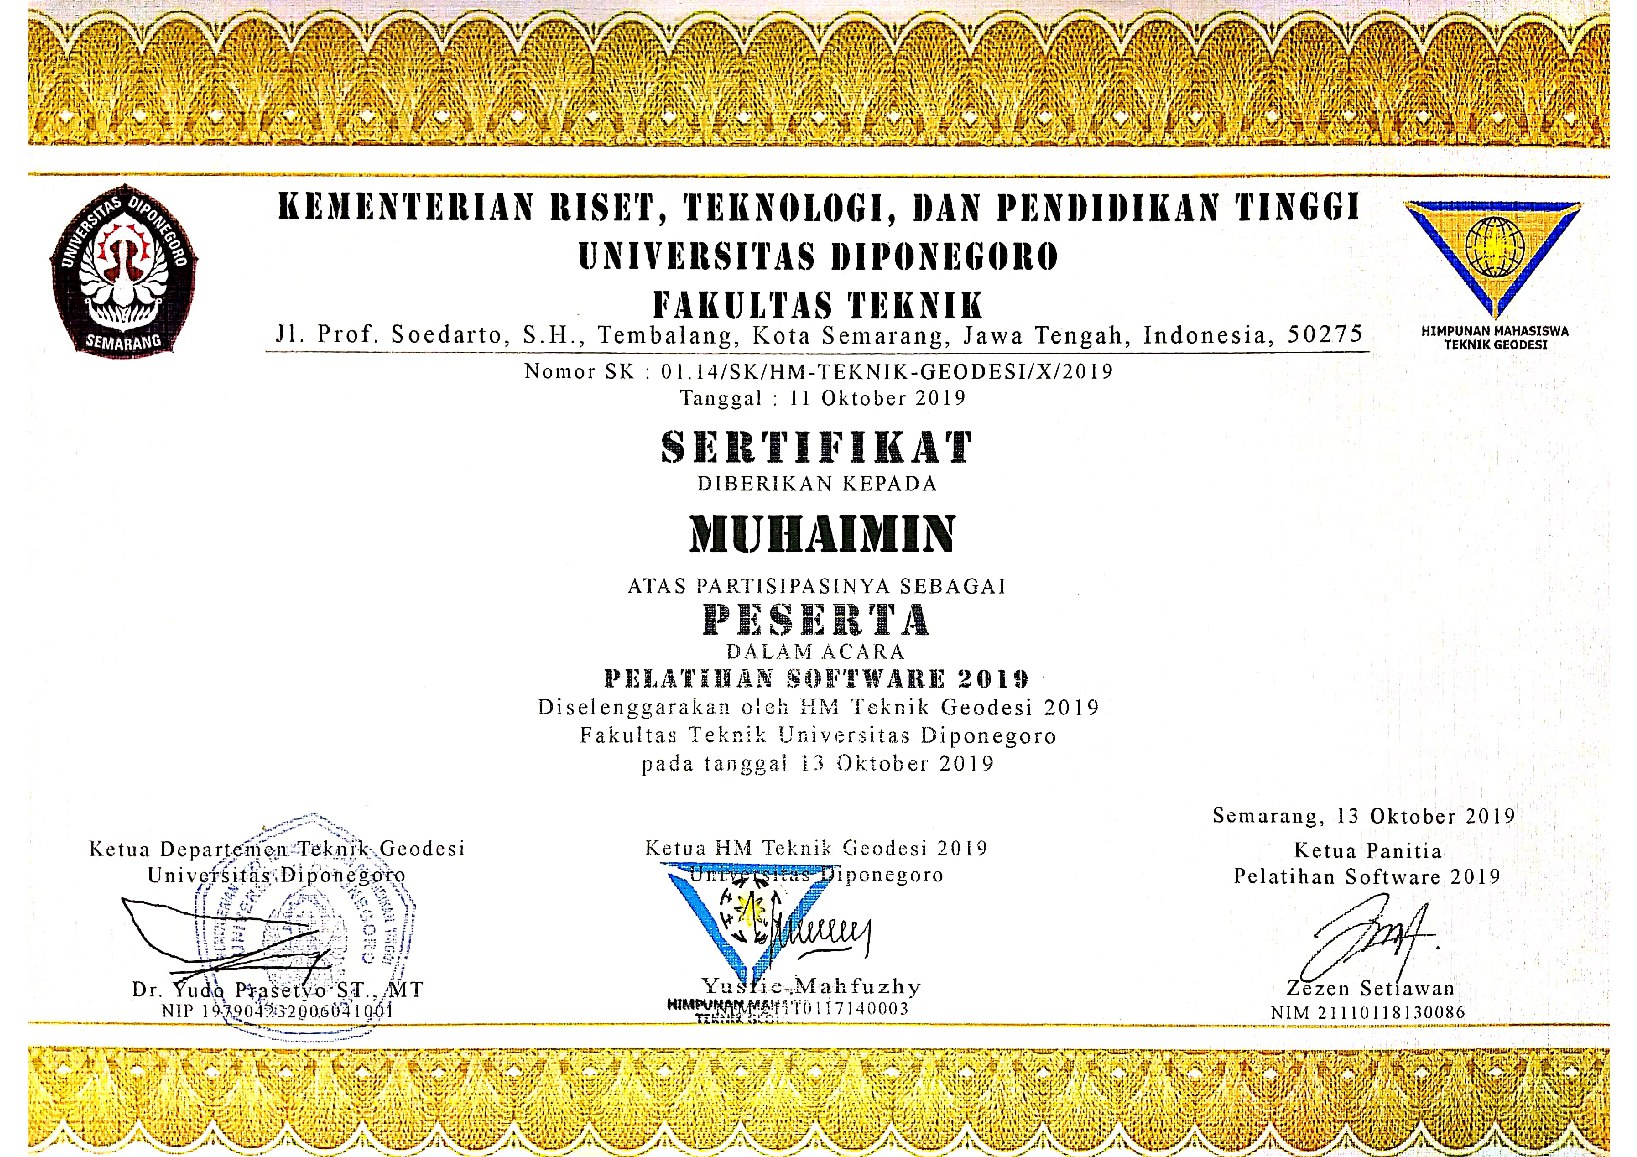 KEMENTERIAN RISET, TEKNOLOGI, DAN PENDIDIKAN TINGGI
UNIVERSITAS DIPONEGORO
FAKULTAS TEKNIK
Jl. Prof. Soedarto, S.H., Tembalang, Kota Semarang, Jawa Tengah, Indonesia, 50275
UNIVERSITAS DIPONEGORO
SEMARANG
HIMPUNAN MAHASISWA
TEKNIK GEODESI
Nomor SK : 01.14/SK/HM-TEKNIK-GEODESI/X/2019
Tanggal : 11 Oktober 2019
SERTIFIKAT
DIBERIKAN KEPADA
MUHAIMIN
ATAS PARTISIPASINYA SEBAGAI
PESERTA
DALAM ACARA
PELATIHAN SOFTWARE 2019
Diselenggarakan oleh HM Teknik Geodesi 2019
Fakultas Teknik Universitas Diponegoro
pada tanggal 13 Oktober 2019
Semarang, 13 Oktober 2019
Ketua Departemen Teknik Geodesi
Universitas Diponegoro
Dr. Yudo Prasetyo ST., MT
NIP
Ketua HM Teknik Geodesi 2019
Universitas Diponegoro
Mahfuzhy
Ketua Panitia
Pelatihan Software 2019
Zezen Setiawan
NIM 21110118130086